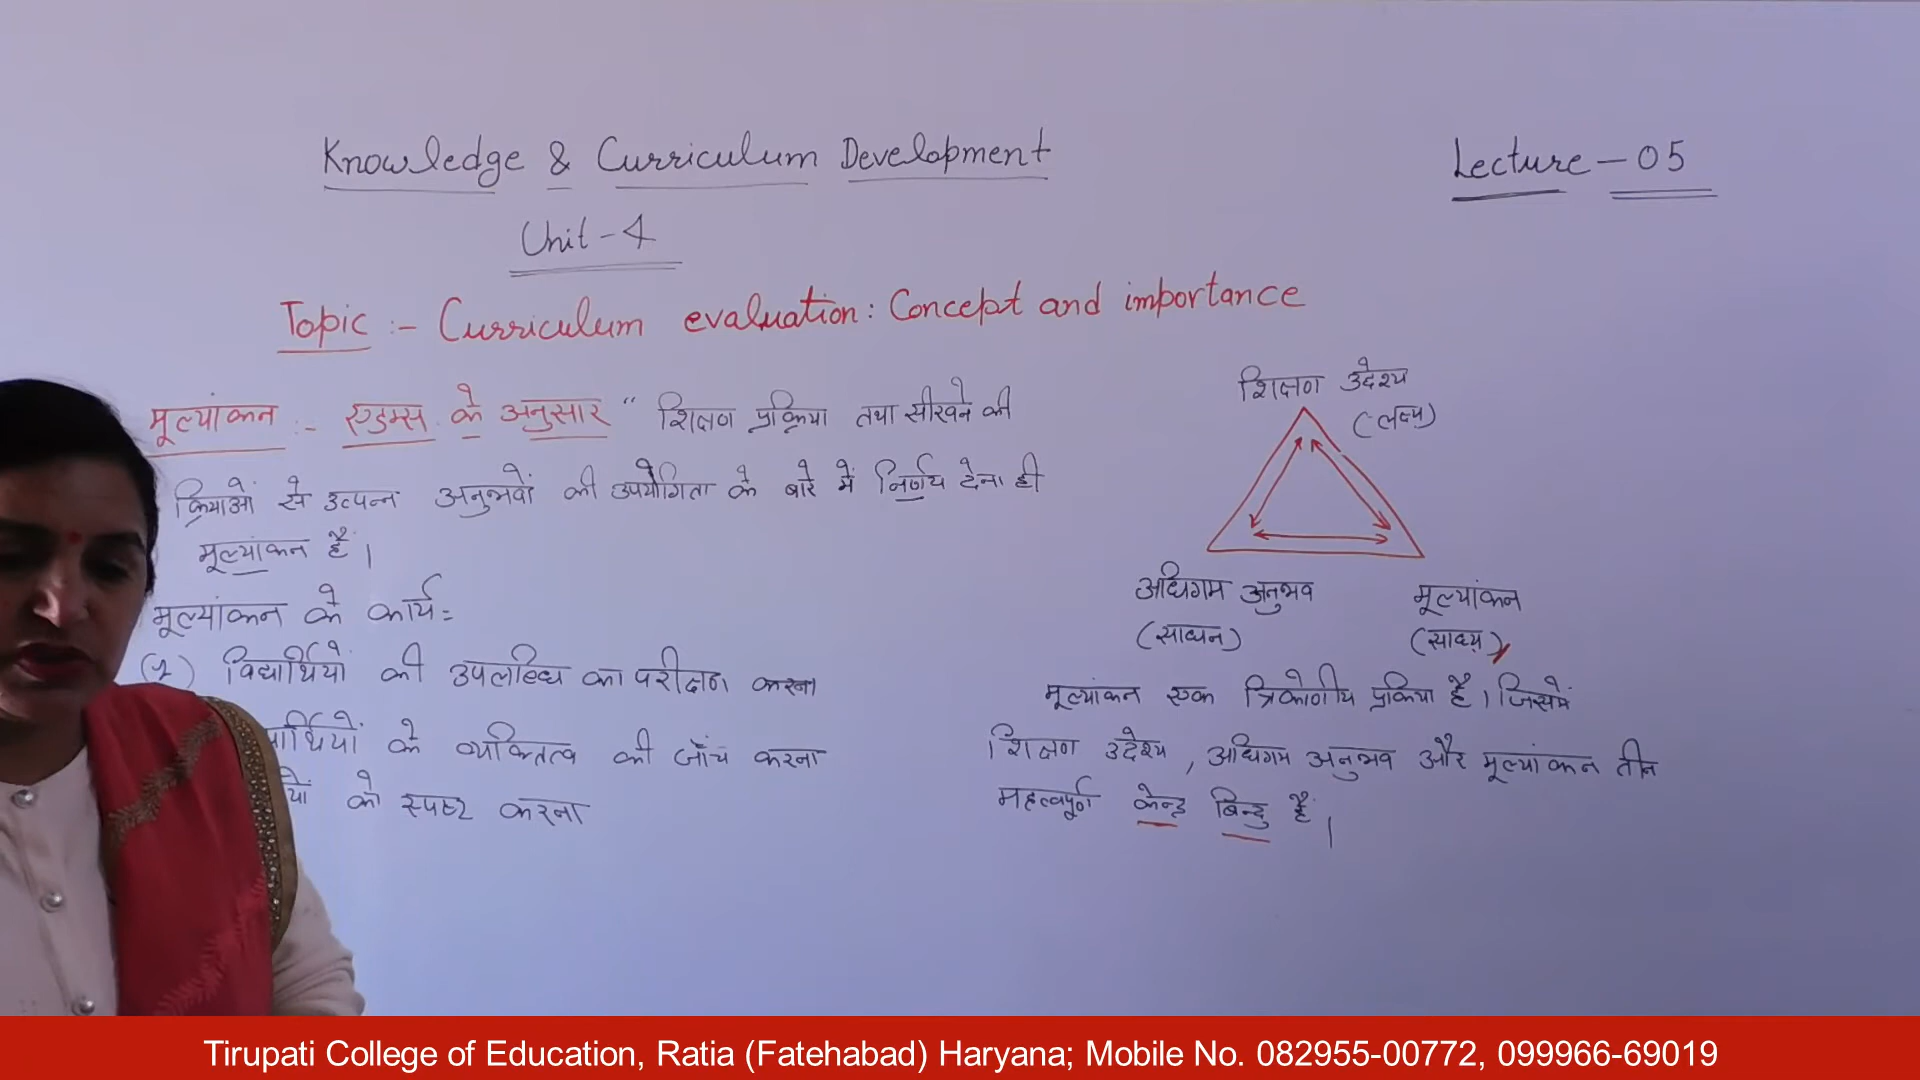 Knowledge & Curriculum Development
Lecture – 05
Unit – 4
Topic :- Curriculum evaluation: Concept and importance
मूल्यांकन :- एडम्स के अनुसार " शिक्षण प्रक्रिया तथा सीखने की
क्रियाओं से उत्पन्न अनुभवों की उपयोगिता के बारे में निर्णय देना ही
मूल्यांकन है।
मूल्यांकन के कार्य:
विद्यार्थियों की उपलब्धि का परीक्षण करना
र्थियों के व्यक्तित्व की जाँच करना
यों को स्पष्ट करना
शिक्षण उद्देश्य
(लक्ष्य)
अधिगम अनुभव
(साधन)
मूल्यांकन
(साध्य)
मूल्यांकन एक त्रिकोणीय प्रक्रिया है। जिसमें
शिक्षण उद्देश्य, अधिगम अनुभव और मूल्यांकन तीन
महत्वपूर्ण केन्द्र बिन्दु हैं।
Tirupati College of Education, Ratia (Fatehabad) Haryana; Mobile No. 082955-00772, 099966-69019